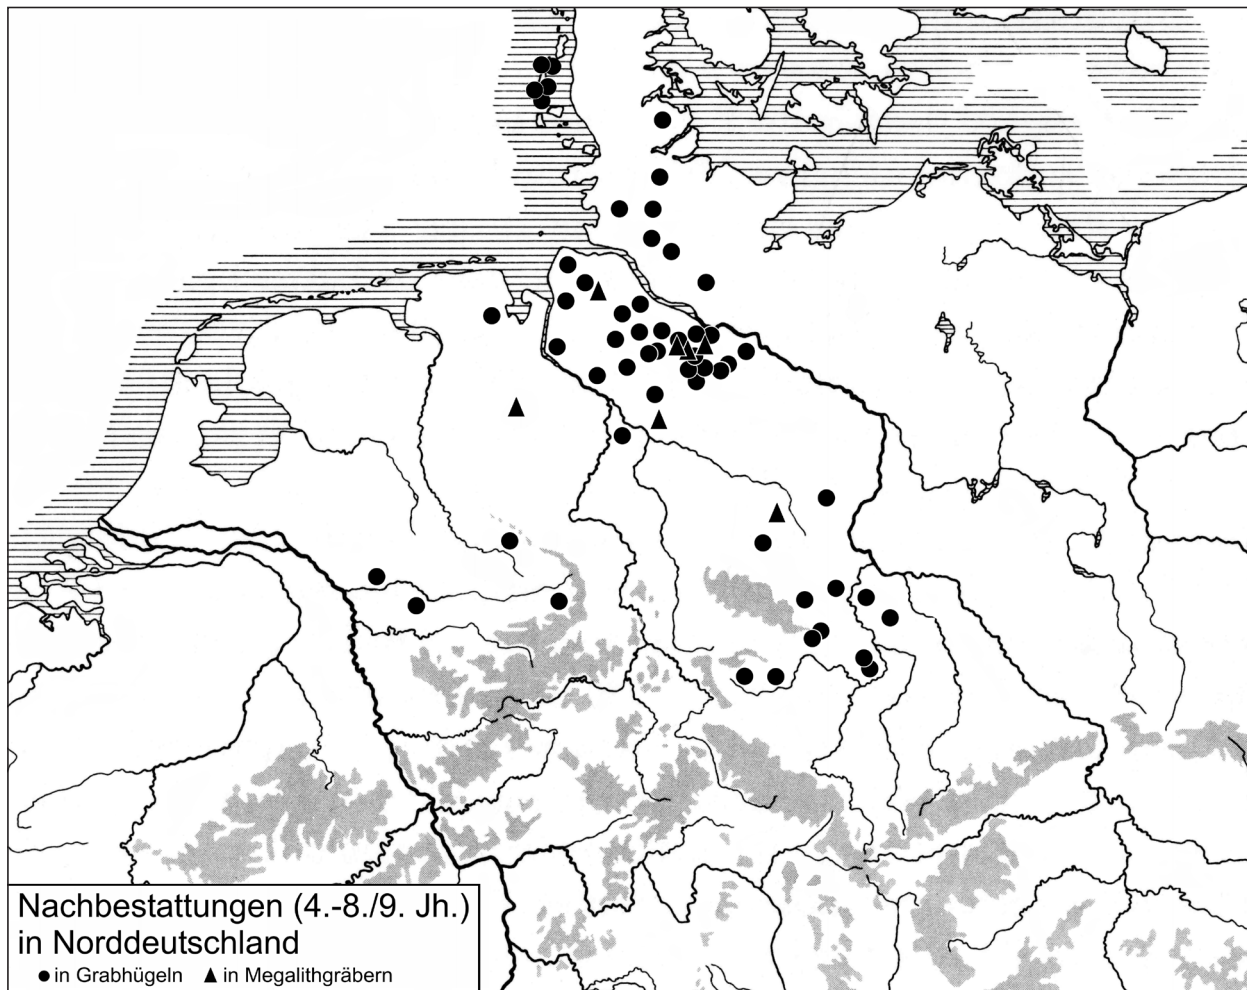 Nachbestattungen (4.-8./9. Jh.)
in Norddeutschland
in Grabhügeln in Megalithgräbern